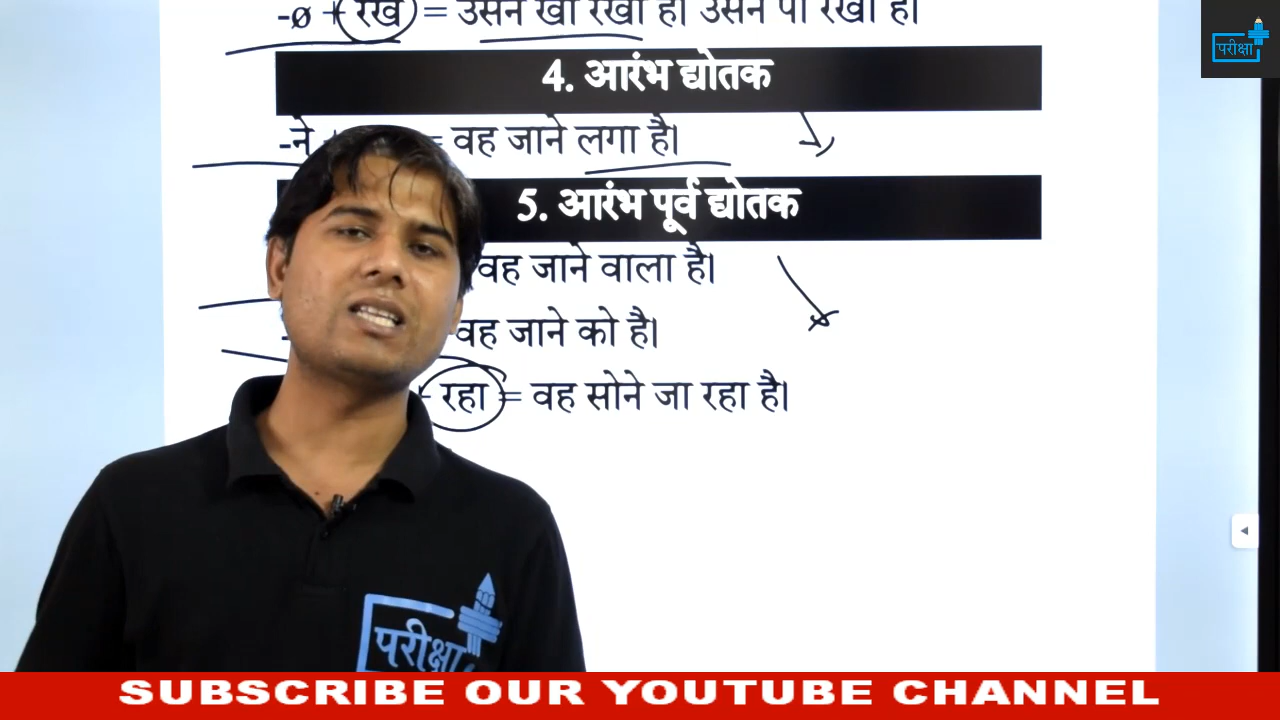 -ø + रख = उसने खा रखा है। उसने पी रखा है।
परीक्षा
4. आरंभ द्योतक
-ने = वह जाने लगा है।
5. आरंभ पूर्व द्योतक
वह जाने वाला है।
वह जाने को है।
रहा = वह सोने जा रहा है।
परीक्षा
SUBSCRIBE OUR YOUTUBE CHANNEL